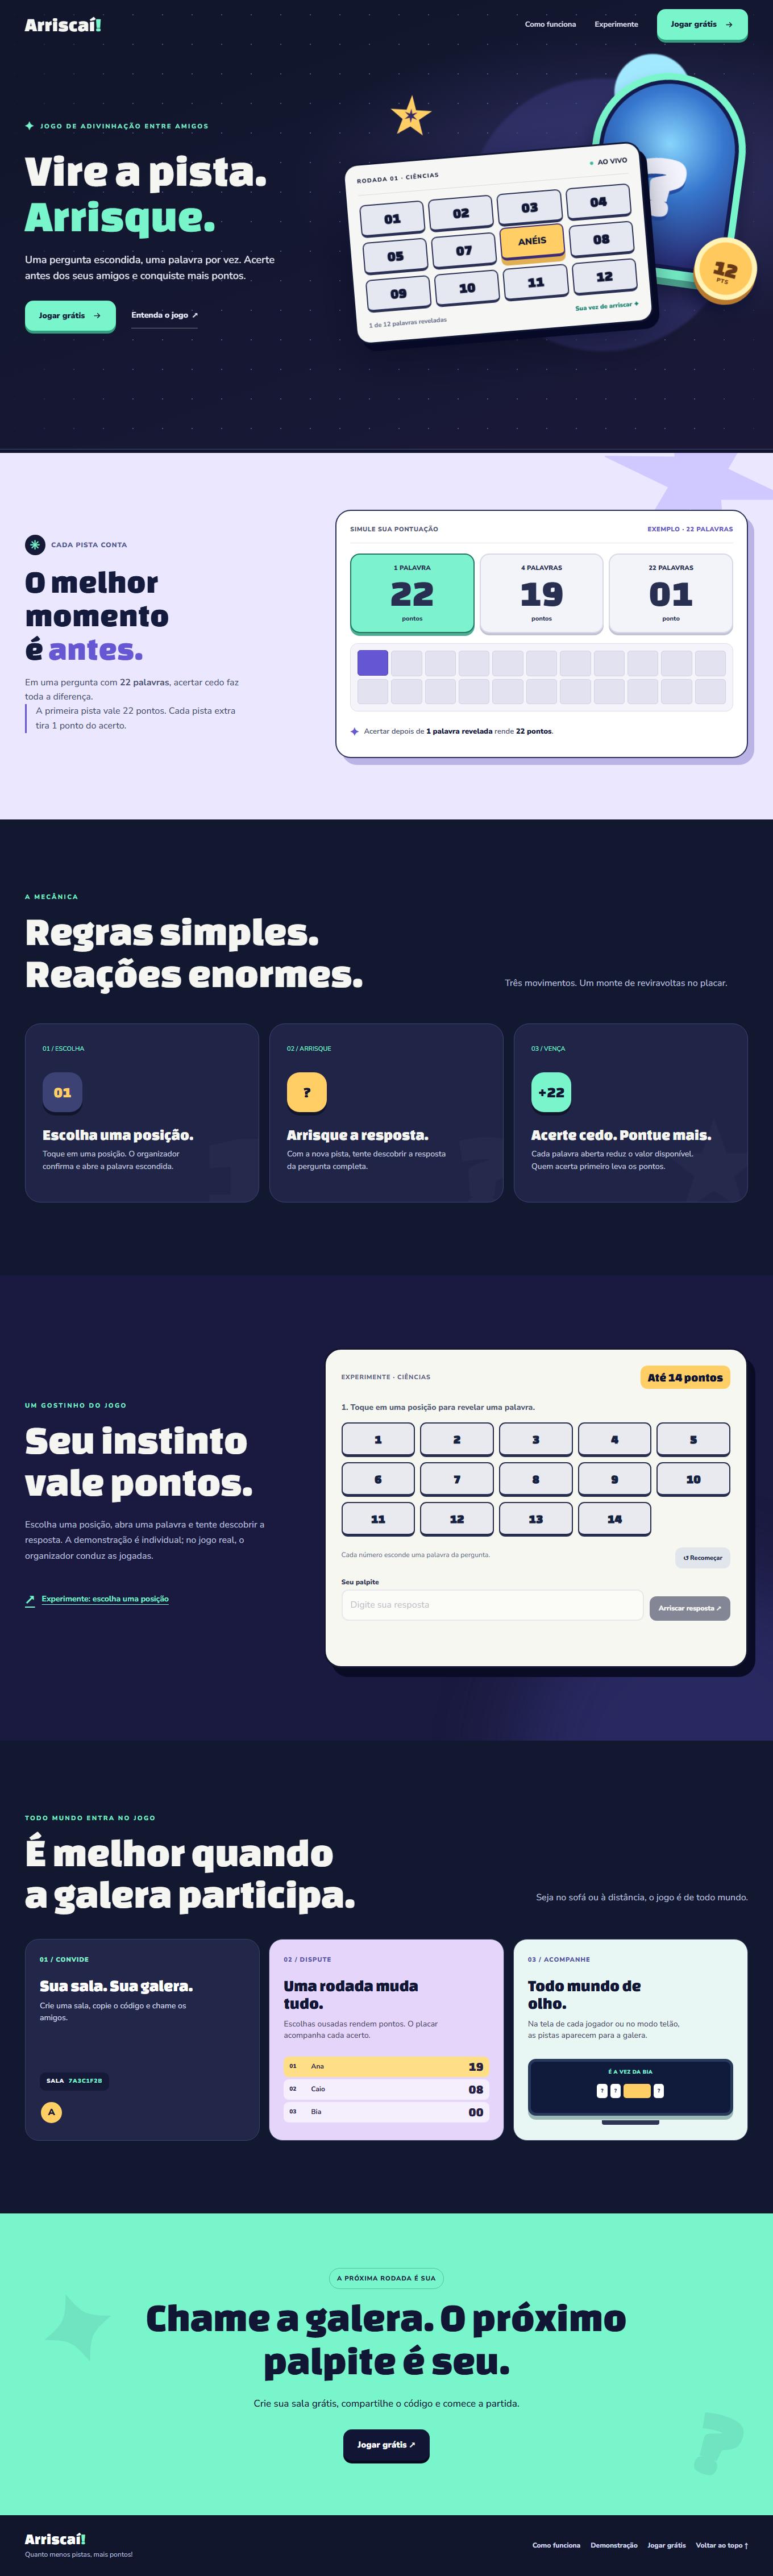 Arriscaí!
Como funciona
Experimente
Jogar grátis →
JOGO DE ADIVINHAÇÃO ENTRE AMIGOS
Vire a pista.
Arrisque.
Uma pergunta escondida, uma palavra por vez. Acerte
antes dos seus amigos e conquiste mais pontos.
Jogar grátis →
Entenda o jogo ↗
RODADA 01 · CIÊNCIAS
AO VIVO
01 02 03 04
05 07 ANÉIS 08
09 10 11 12
1 de 12 palavras reveladas
Sua vez de arriscar ✦
?
12
PTS
CADA PISTA CONTA
O melhor
momento
é antes.
Em uma pergunta com 22 palavras, acertar cedo faz
toda a diferença.
A primeira pista vale 22 pontos. Cada pista extra
tira 1 ponto do acerto.
SIMULE SUA PONTUAÇÃO
EXEMPLO · 22 PALAVRAS
1 PALAVRA
22
pontos
4 PALAVRAS
19
pontos
22 PALAVRAS
01
ponto
Acertar depois de 1 palavra revelada rende 22 pontos.
A MECÂNICA
Regras simples.
Reações enormes.
Três movimentos. Um monte de reviravoltas no placar.
01 / ESCOLHA
01
Escolha uma posição.
Toque em uma posição. O organizador
confirma e abre a palavra escondida.
1
02 / ARRISQUE
?
Arrisque a resposta.
Com a nova pista, tente descobrir a resposta
da pergunta completa.
?
03 / VENÇA
+22
Acerte cedo. Pontue mais.
Cada palavra aberta reduz o valor disponível.
Quem acerta primeiro leva os pontos.
UM GOSTINHO DO JOGO
Seu instinto
vale pontos.
Escolha uma posição, abra uma palavra e tente descobrir a
resposta. A demonstração é individual; no jogo real, o
organizador conduz as jogadas.
↗ Experimente: escolha uma posição
EXPERIMENTE · CIÊNCIAS
Até 14 pontos
1. Toque em uma posição para revelar uma palavra.
1 2 3 4 5
6 7 8 9 10
11 12 13 14
Cada número esconde uma palavra da pergunta.
↺ Recomeçar
Seu palpite
Digite sua resposta
Arriscar resposta ↗
TODO MUNDO ENTRA NO JOGO
É melhor quando
a galera participa.
Seja no sofá ou à distância, o jogo é de todo mundo.
01 / CONVIDE
Sua sala. Sua galera.
Crie uma sala, copie o código e chame os
amigos.
SALA 7A3C1F2B
A
02 / DISPUTE
Uma rodada muda
tudo.
Escolhas ousadas rendem pontos. O placar
acompanha cada acerto.
01 Ana 19
02 Caio 08
03 Bia 00
03 / ACOMPANHE
Todo mundo de
olho.
Na tela de cada jogador ou no modo telão,
as pistas aparecem para a galera.
É A VEZ DA BIA
? ? ?
A PRÓXIMA RODADA É SUA
Chame a galera. O próximo
palpite é seu.
Crie sua sala grátis, compartilhe o código e comece a partida.
Jogar grátis ↗
?
Arriscaí!
Quanto menos pistas, mais pontos!
Como funciona
Demonstração
Jogar grátis
Voltar ao topo ↑